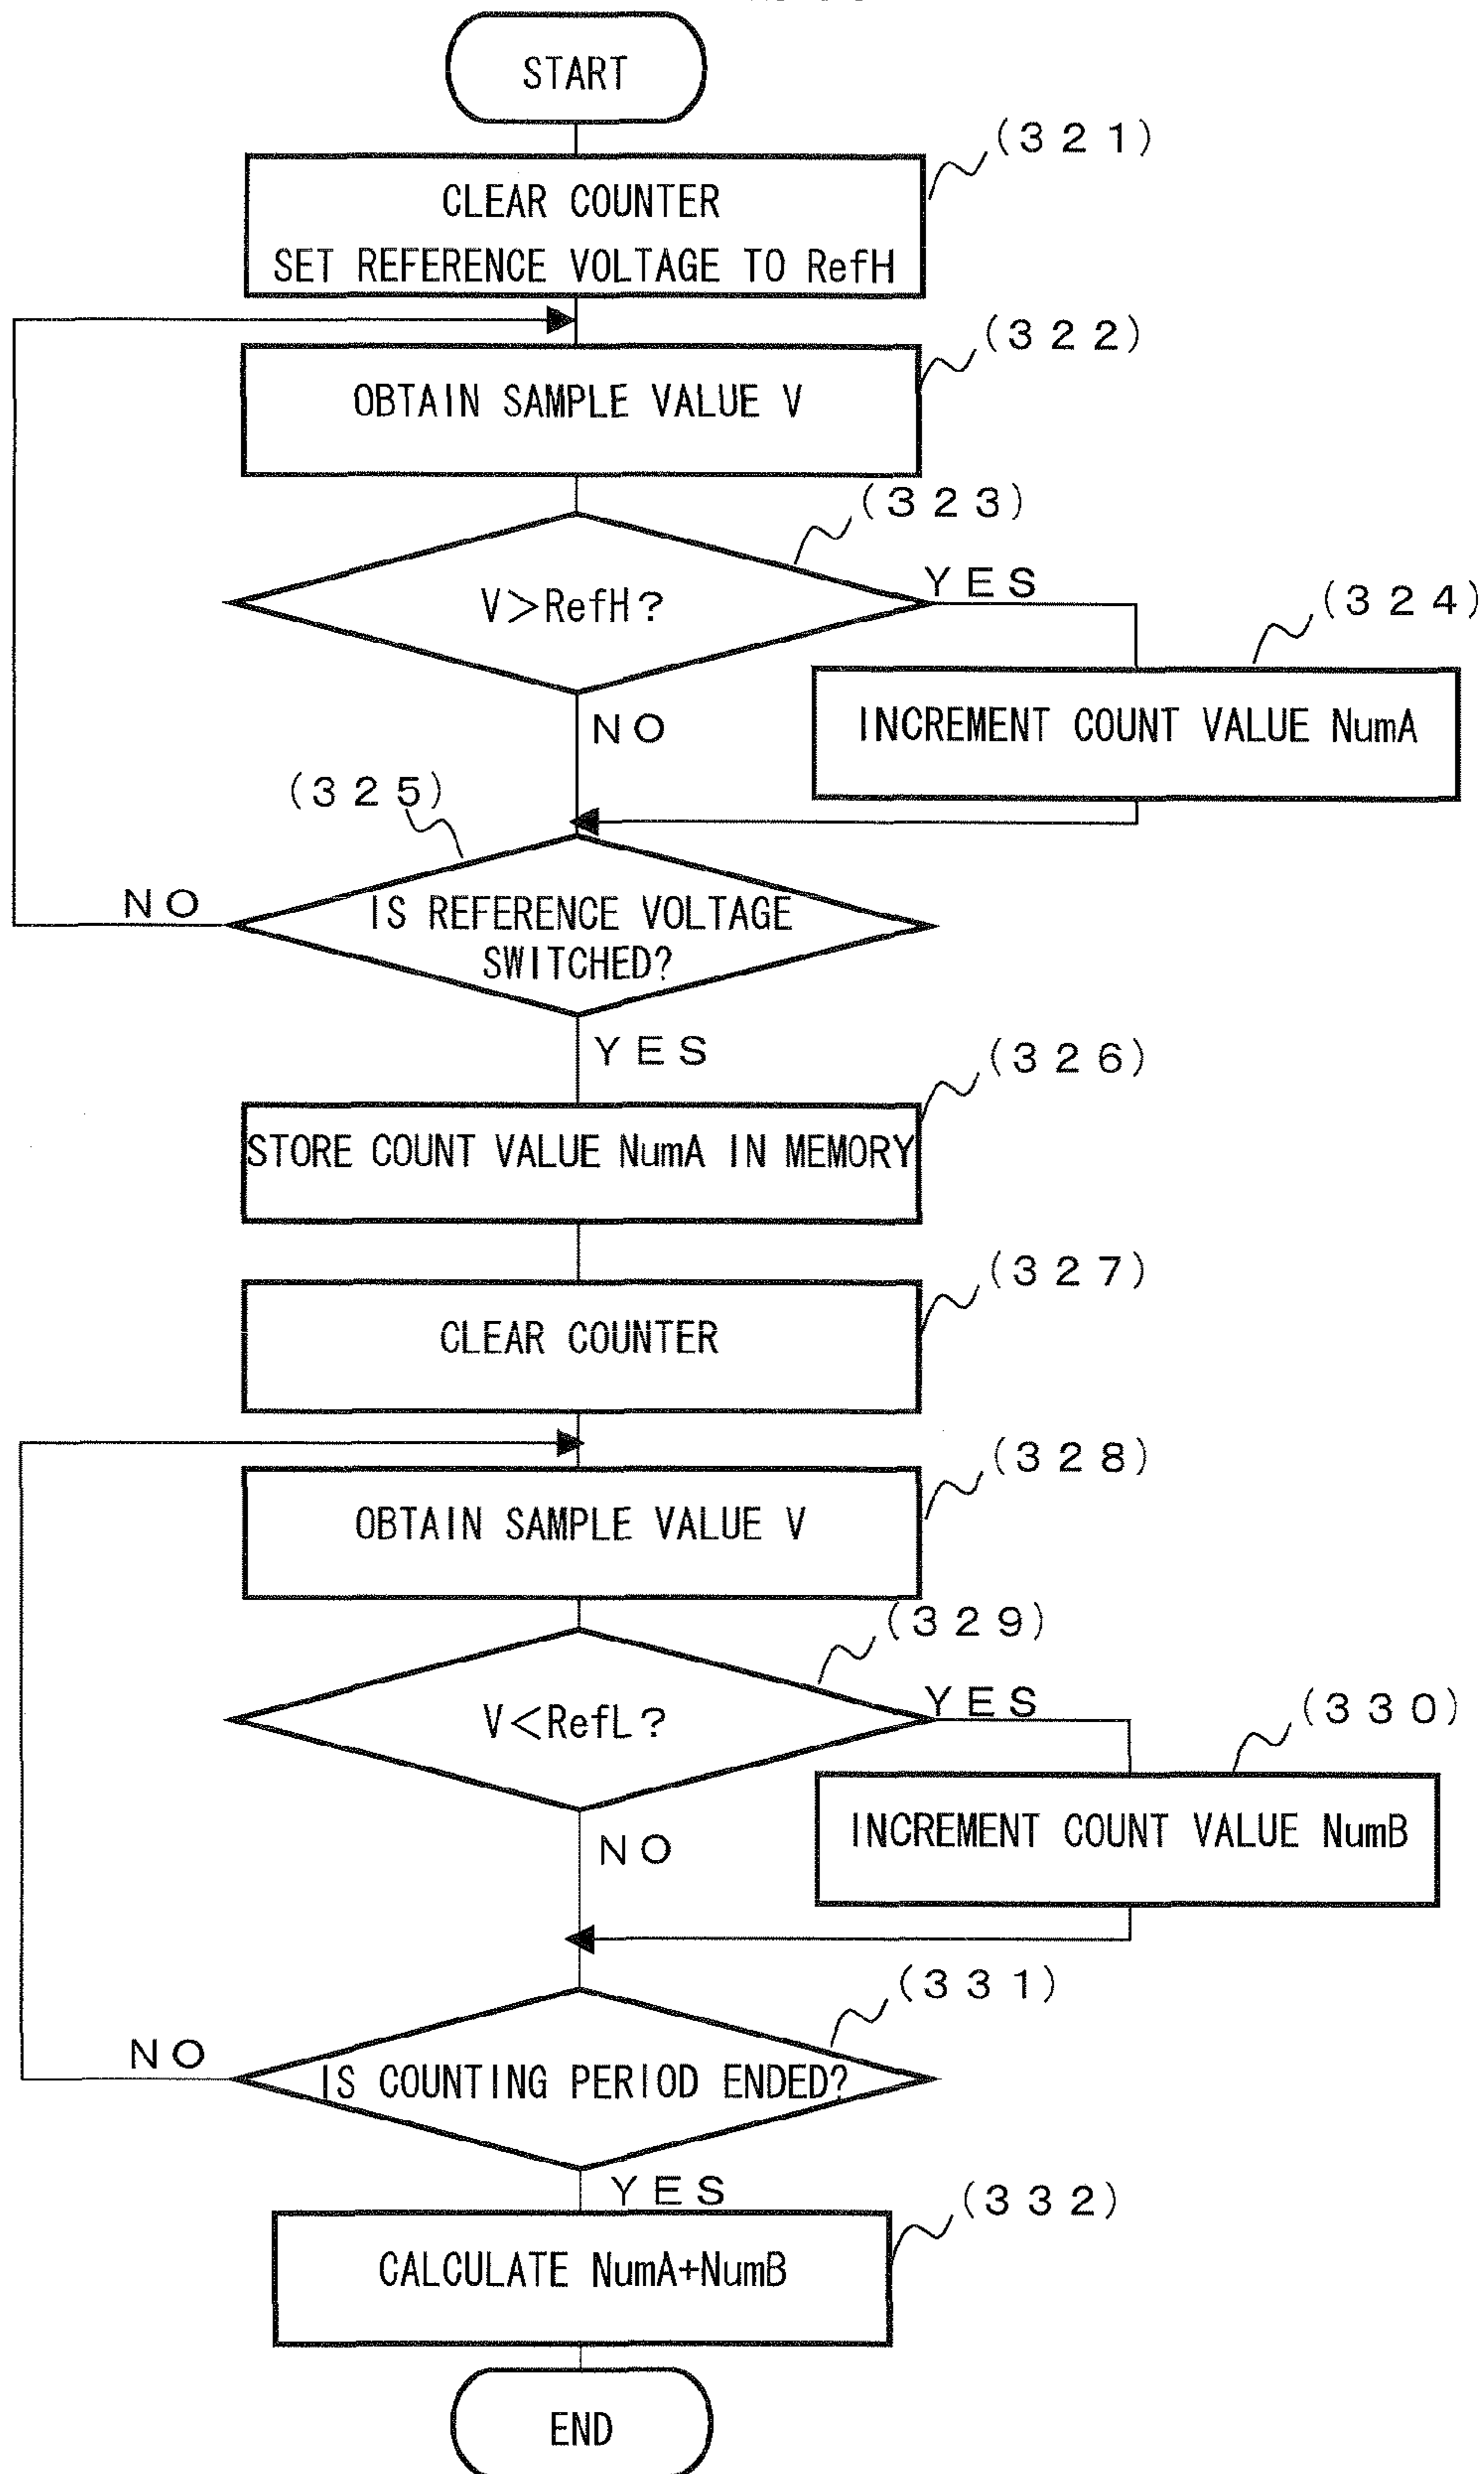 START
(321)
CLEAR COUNTER
SET REFERENCE VOLTAGE TO RefH
(322)
OBTAIN SAMPLE VALUE V
(323)
V>RefH?
YES
(324)
INCREMENT COUNT VALUE NumA
NO
(325)
NO
IS REFERENCE VOLTAGE
SWITCHED?
YES
(326)
STORE COUNT VALUE NumA IN MEMORY
(327)
CLEAR COUNTER
(328)
OBTAIN SAMPLE VALUE V
(329)
V<RefL?
YES
(330)
INCREMENT COUNT VALUE NumB
NO
(331)
NO
IS COUNTING PERIOD ENDED?
YES
(332)
CALCULATE NumA+NumB
END